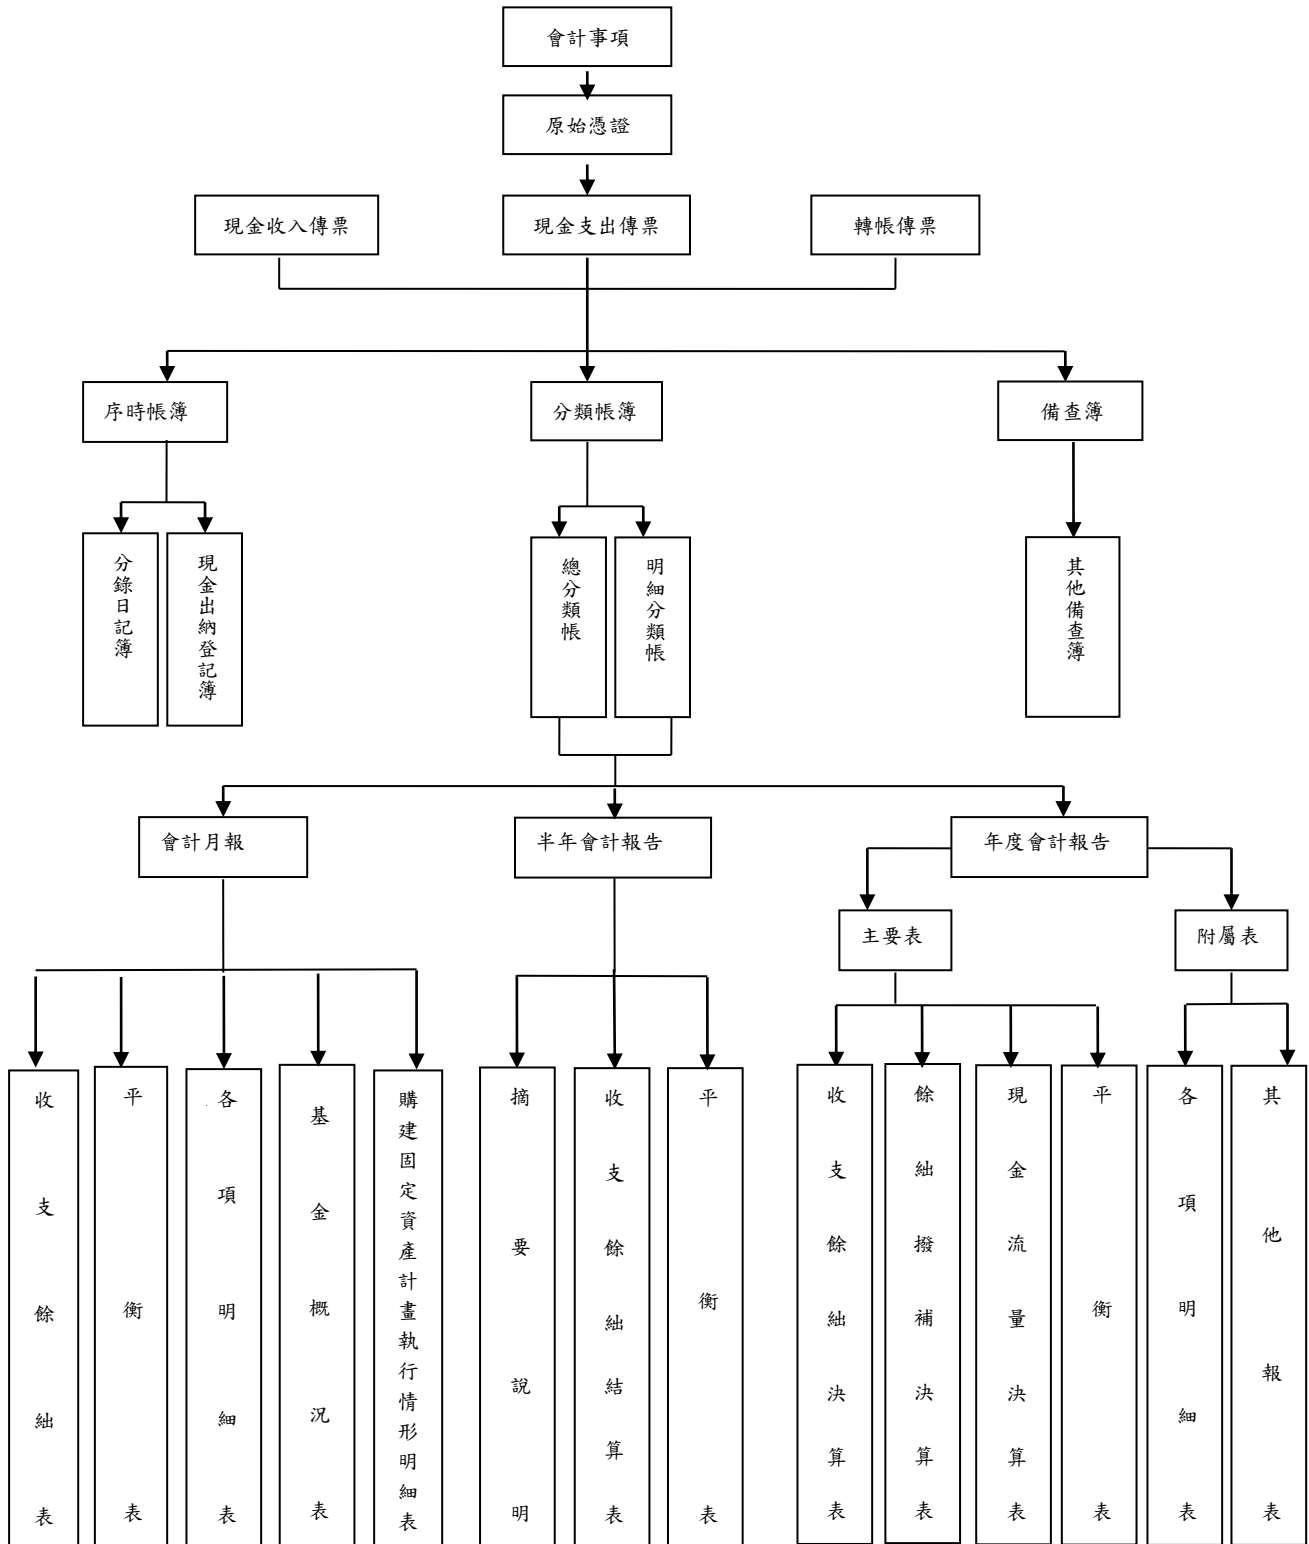 會計事項
原始憑證
現金收入傳票
現金支出傳票
轉帳傳票
序時帳簿
分類帳簿
備查簿
分錄日記簿
現金出納登記簿
總分類帳
明細分類帳
其他備查簿
會計月報
半年會計報告
年度會計報告
主要表
附屬表
收支餘絀表
平衡表
各項明細表
基金概況表
購建固定資產計畫執行情形明細表
摘要說明
收支餘絀結算表
平衡表
收支餘絀決算表
餘絀撥補決算表
現金流量決算表
平衡表
各項明細表
其他報表